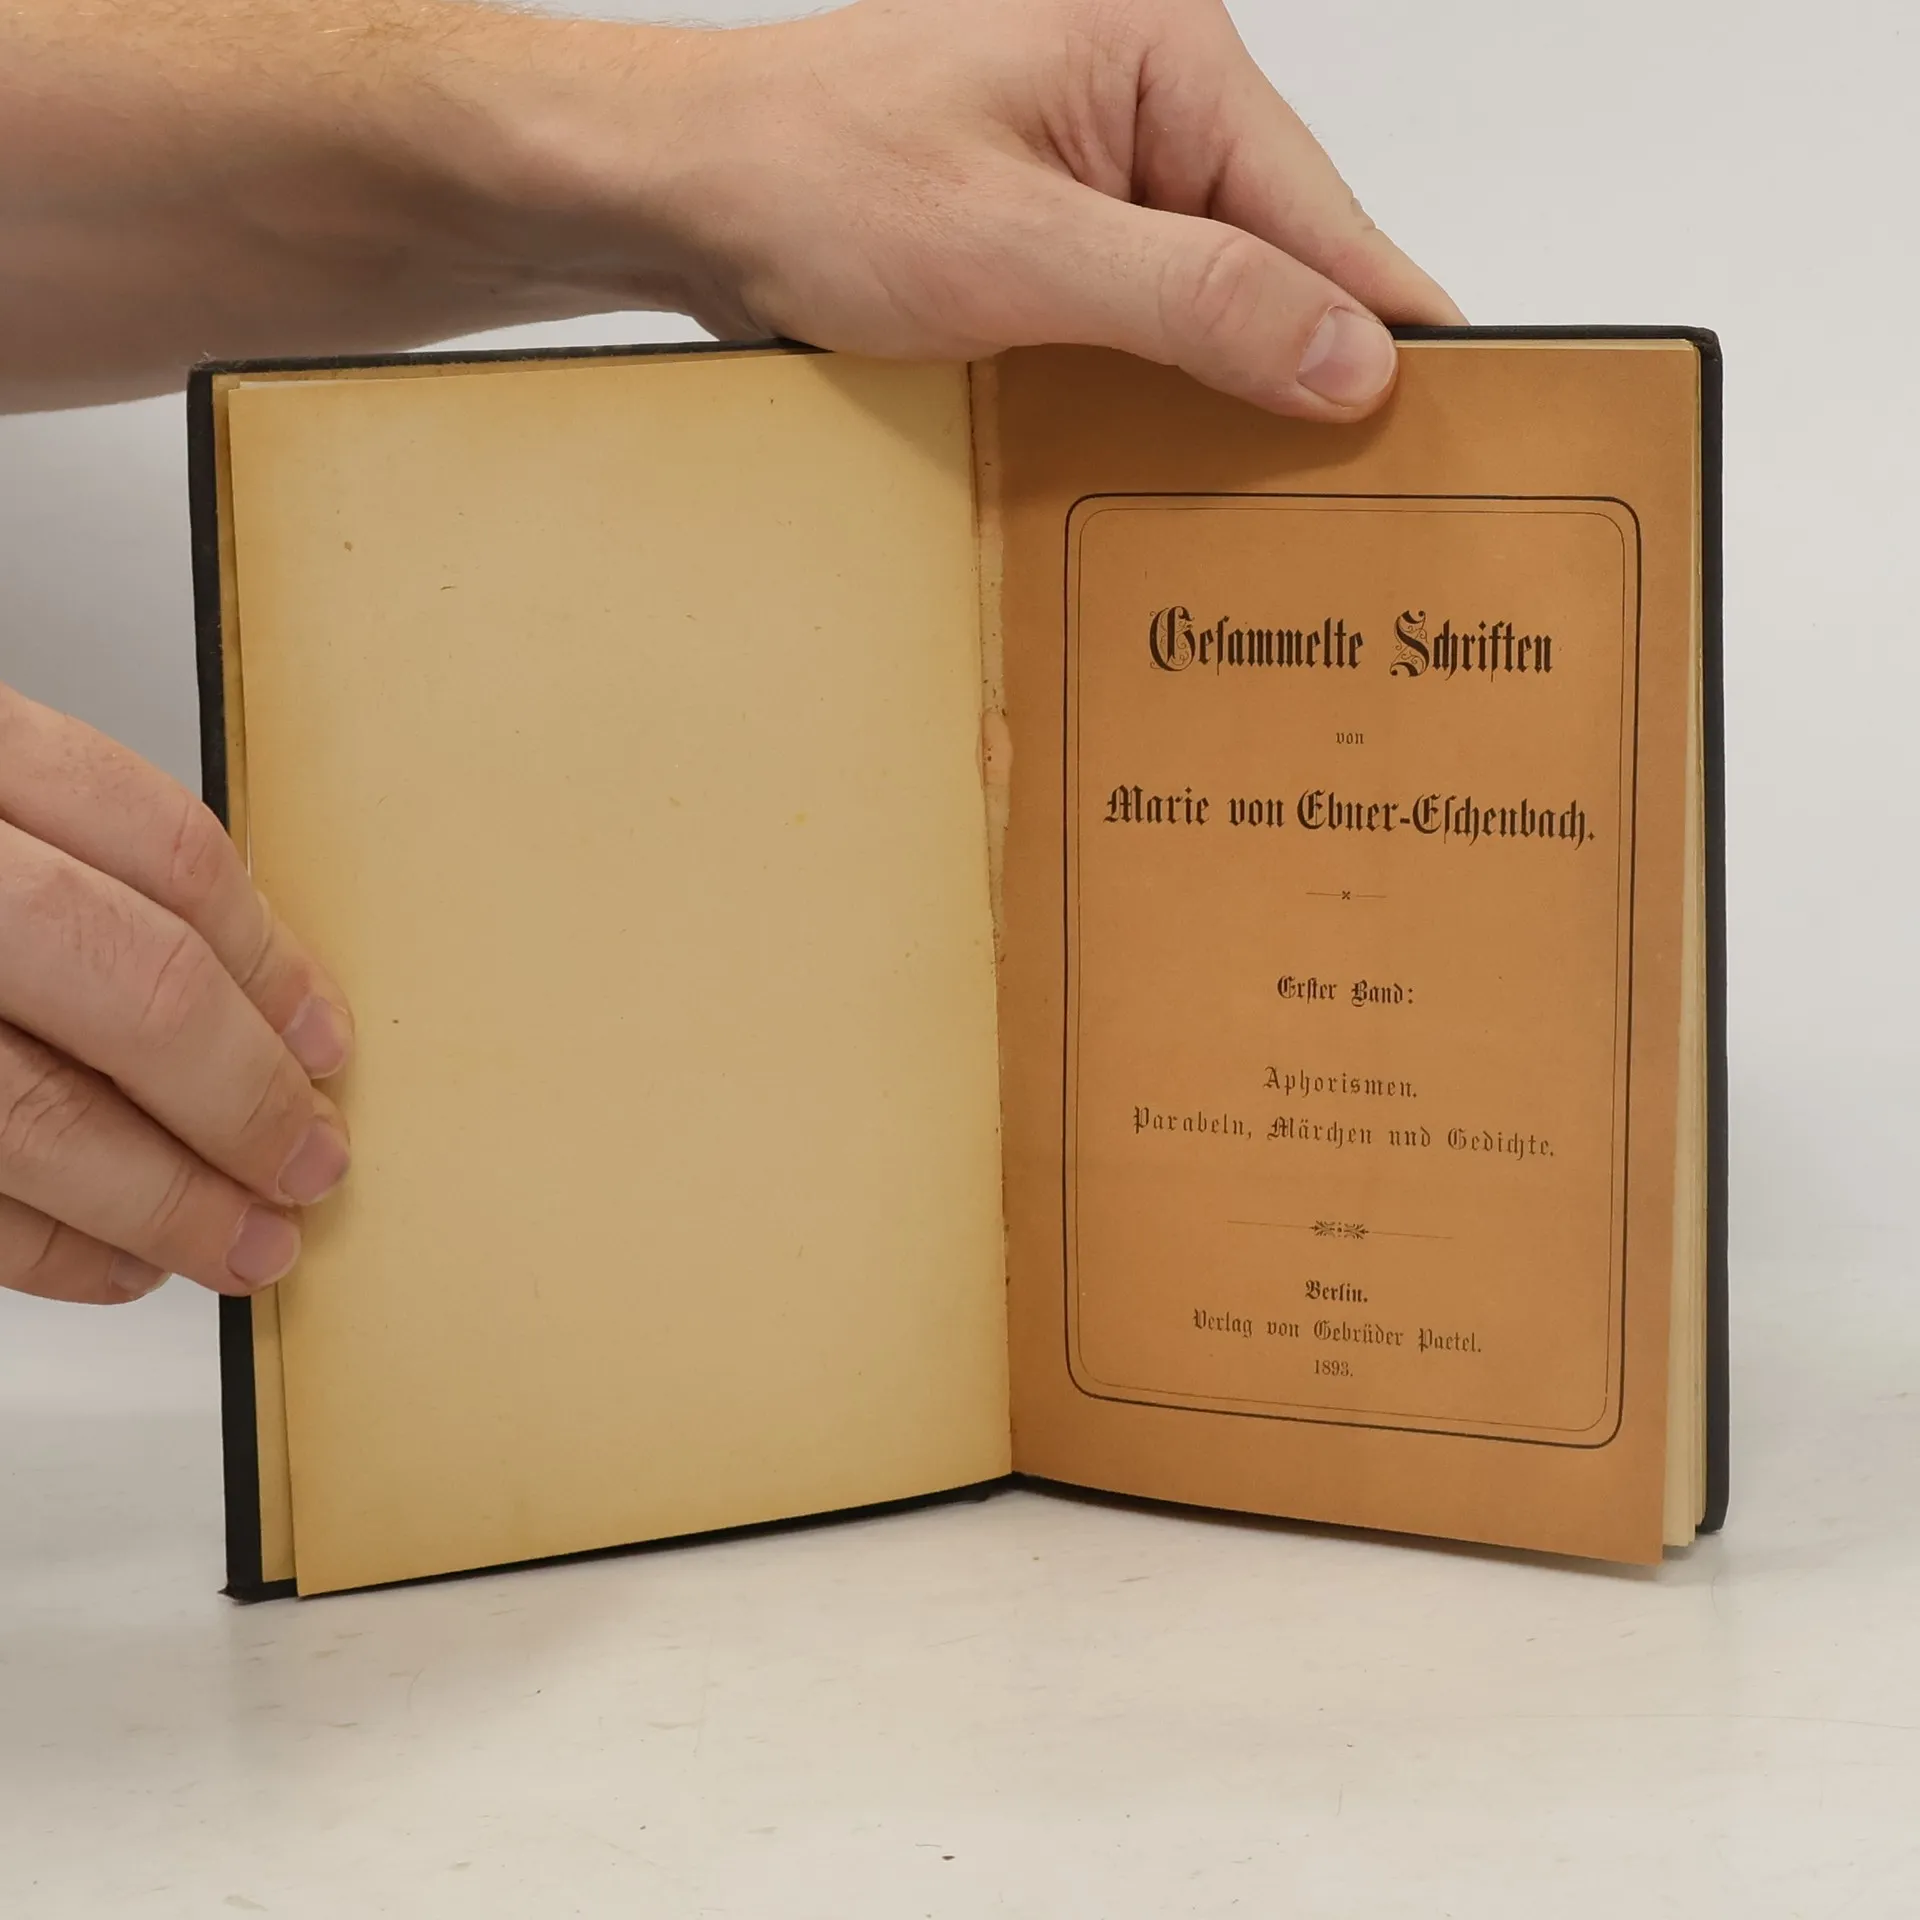 Gesammelte Schriften
von
Marie von Ebner-Eschenbach.
Erster Band:
Aphorismen.
Parabeln, Märchen und Gedichte.
Berlin.
Verlag von Gebrüder Paetel.
1893.